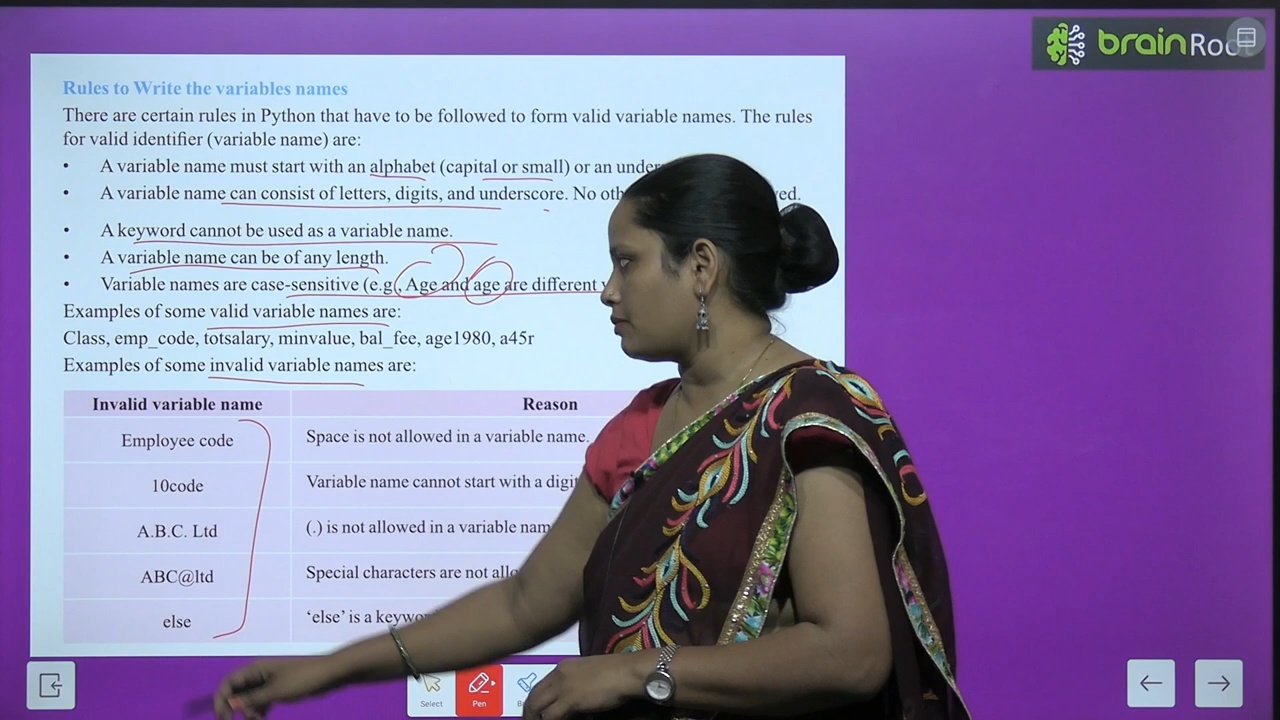 brainRo
Rules to Write the variables names
There are certain rules in Python that have to be followed to form valid variable names. The rules
for valid identifier (variable name) are:
• A variable name must start with an alphabet (capital or small) or an under
• A variable name can consist of letters, digits, and underscore. No oth
• A keyword cannot be used as a variable name.
• A variable name can be of any length.
• Variable names are case-sensitive (e.g., Age and age are different
Examples of some valid variable names are:
Class, emp_code, totsalary, minvalue, bal_fee, age1980, a45r
Examples of some invalid variable names are:
Invalid variable name Reason
Employee code Space is not allowed in a variable name.
10code Variable name cannot start with a digit
A.B.C. Ltd (.) is not allowed in a variable nam
ABC@ltd Special characters are not allo
else 'else' is a keywo
Select Pen